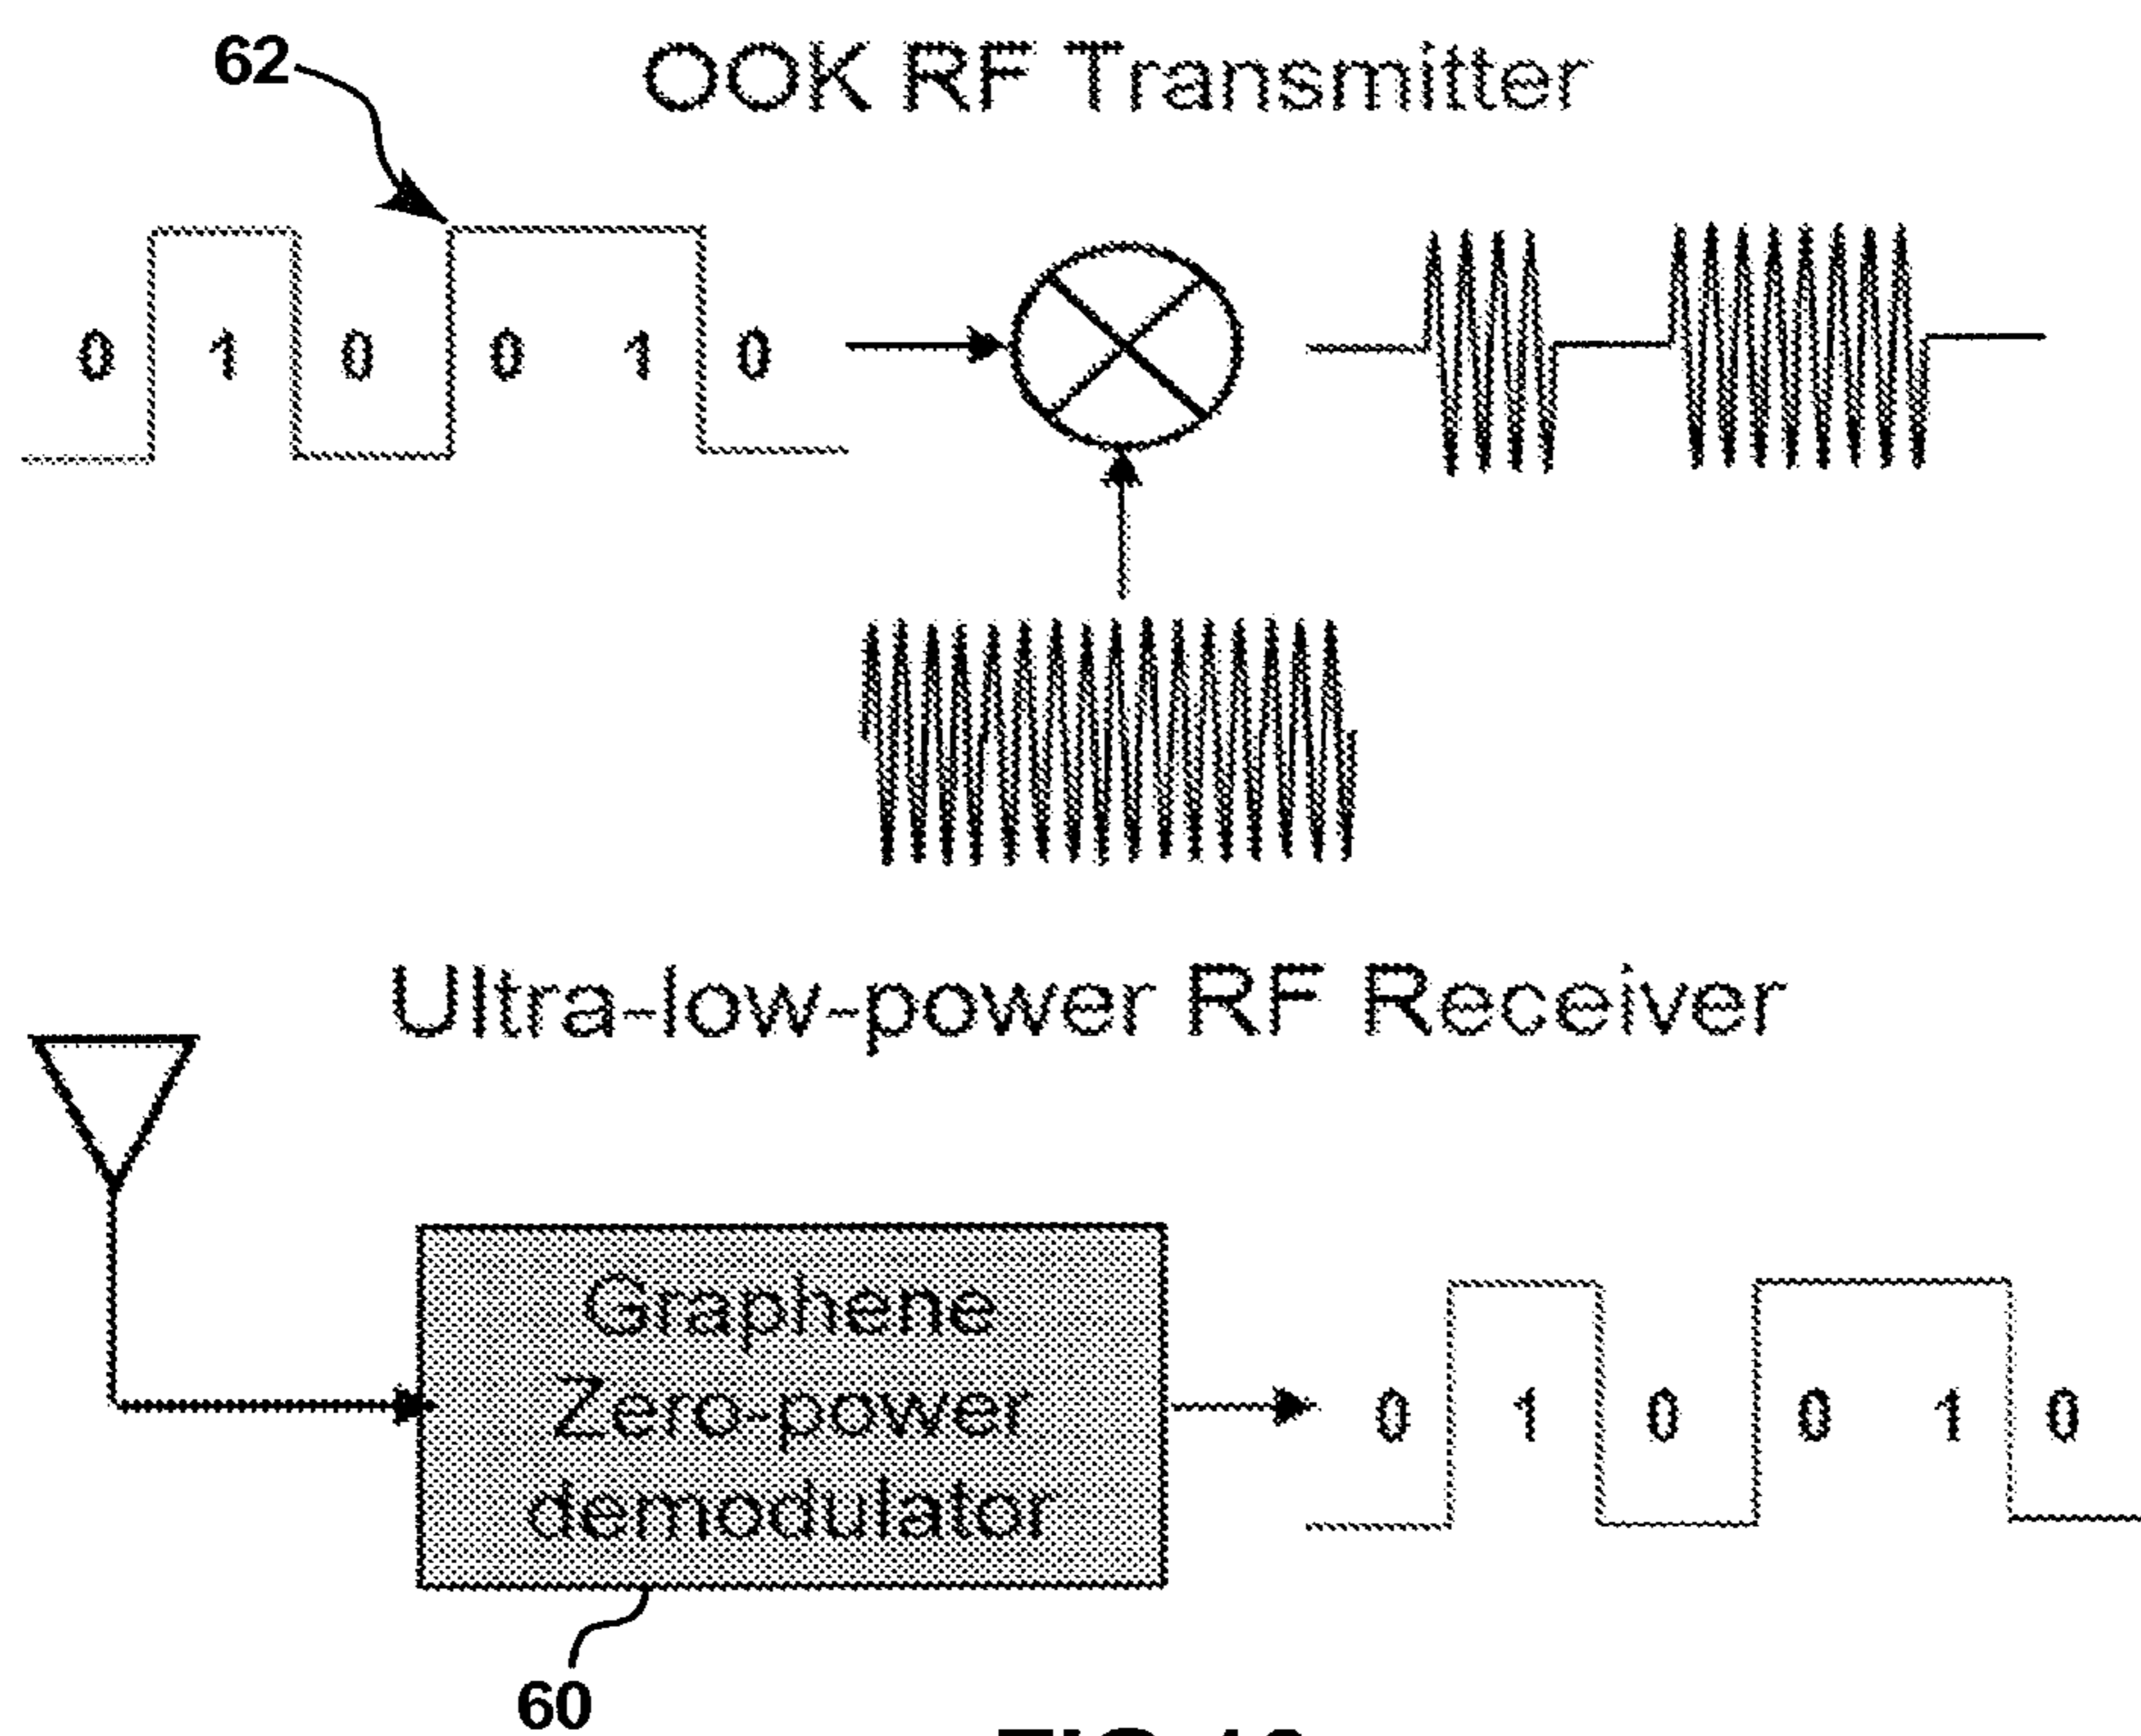 62
OOK RF Transmitter
0 1 0 0 1 0
Ultra-low-power RF Receiver
Graphene
Zero-power
demodulator
0 1 0 0 1 0
60